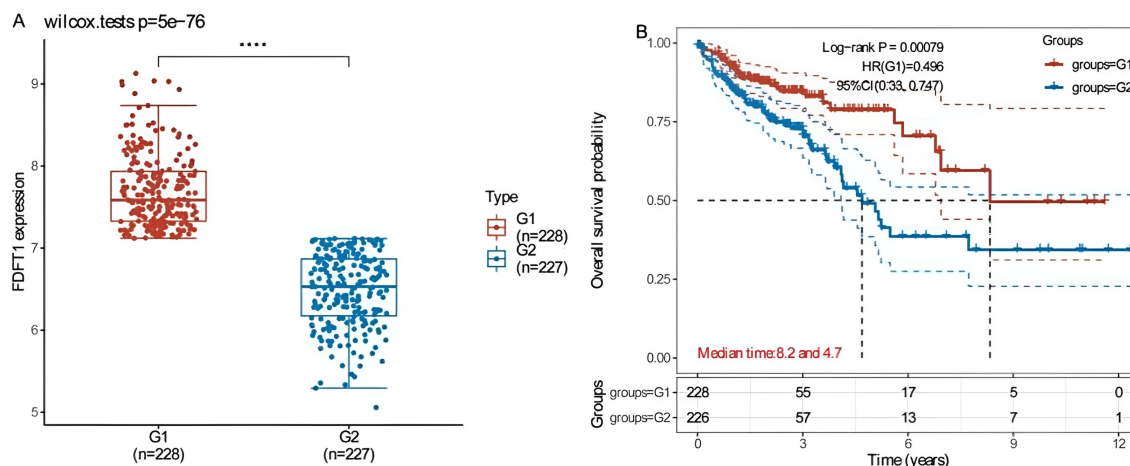 A wilcox.tests p=5e−76
....
FDFT1 expression
9
8
7
6
5
G1
(n=228)
G2
(n=227)
Type
G1
(n=228)
G2
(n=227)
B
Overall survival probability
1.00
0.75
0.50
0.25
0.00
Log−rank P = 0.00079
HR(G1)=0.496
95%CI(0.33, 0.747)
Groups
groups=G1
groups=G2
Median time:8.2 and 4.7
Groups
groups=G1 228 55 17 5 0
groups=G2 226 57 13 7 1
0 3 6 9 12
Time (years)